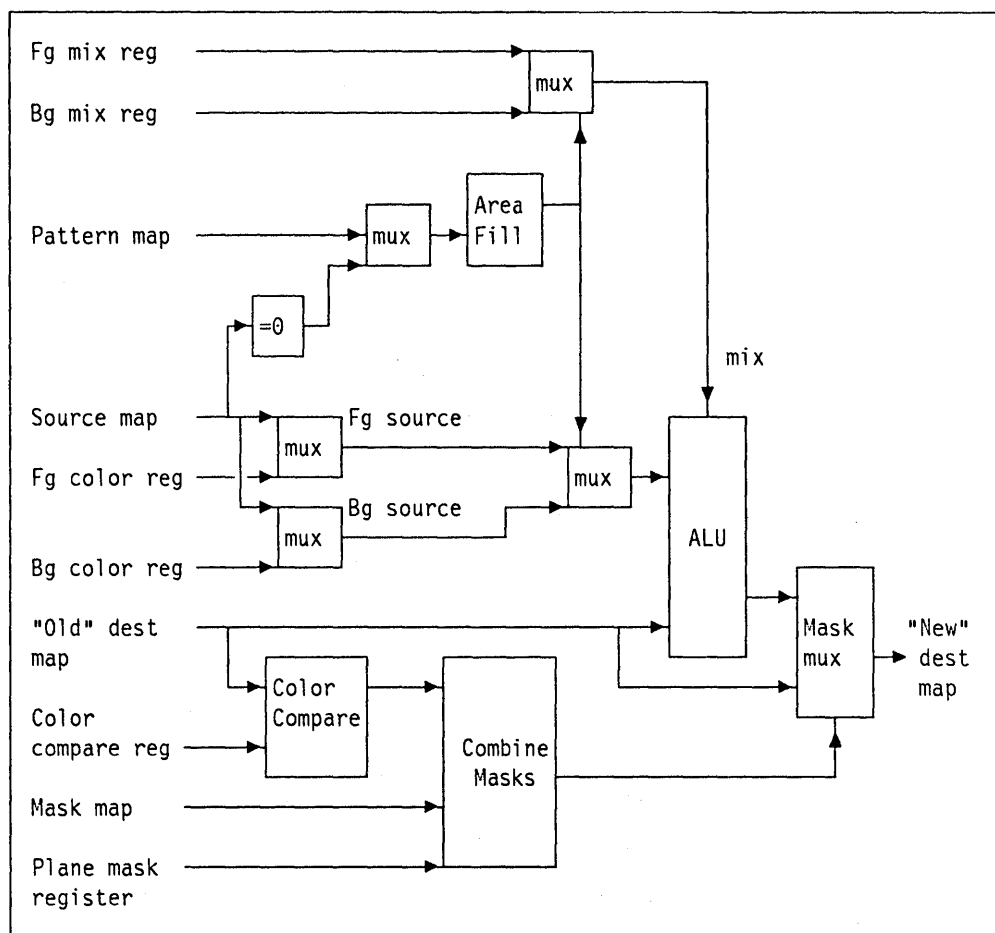 Fg mix reg
mux
Bg mix reg
Area
Fill
Pattern map
mux
=0
mix
Source map
Fg source
mux
Fg color reg
mux
Bg source
mux
ALU
Bg color reg
"Old" dest
map
Mask
mux
"New"
dest
map
Color
Compare
Color
compare reg
Combine
Masks
Mask map
Plane mask
register